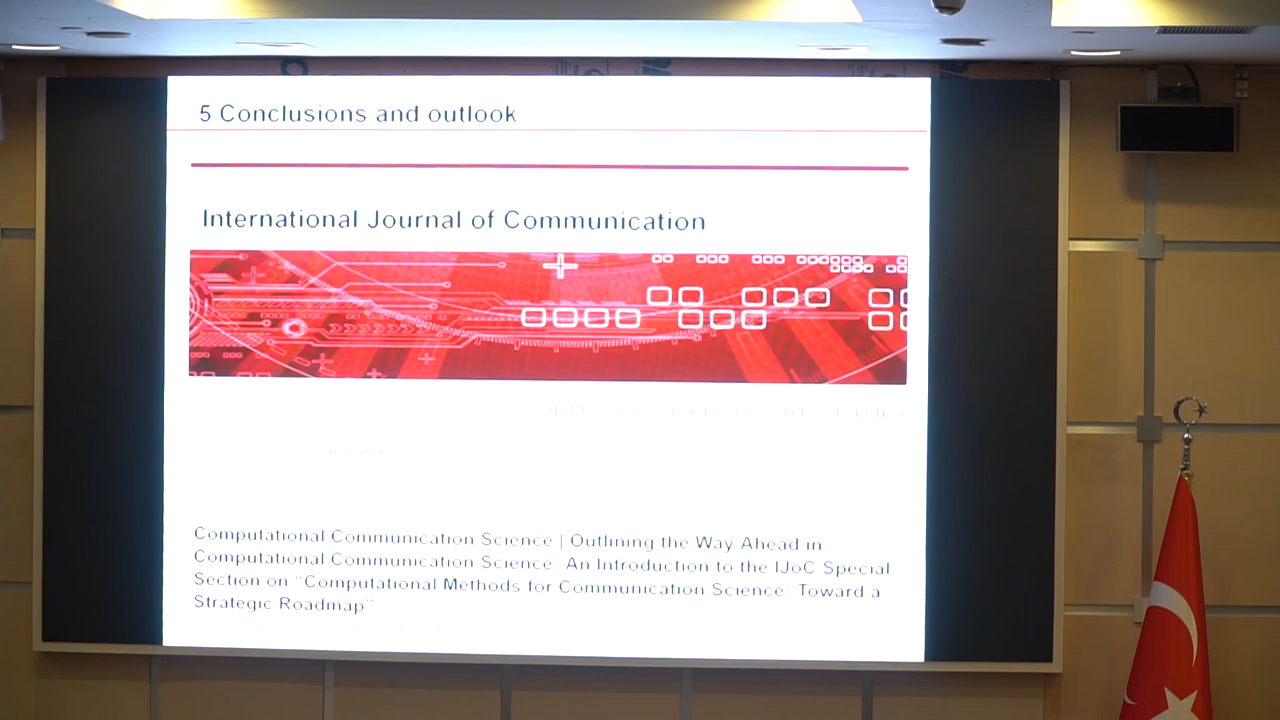 5 Conclusions and outlook
International Journal of Communication
Computational Communication Science | Outlining the Way Ahead in
Computational Communication Science: An Introduction to the IJoC Special
Section on "Computational Methods for Communication Science: Toward a
Strategic Roadmap"